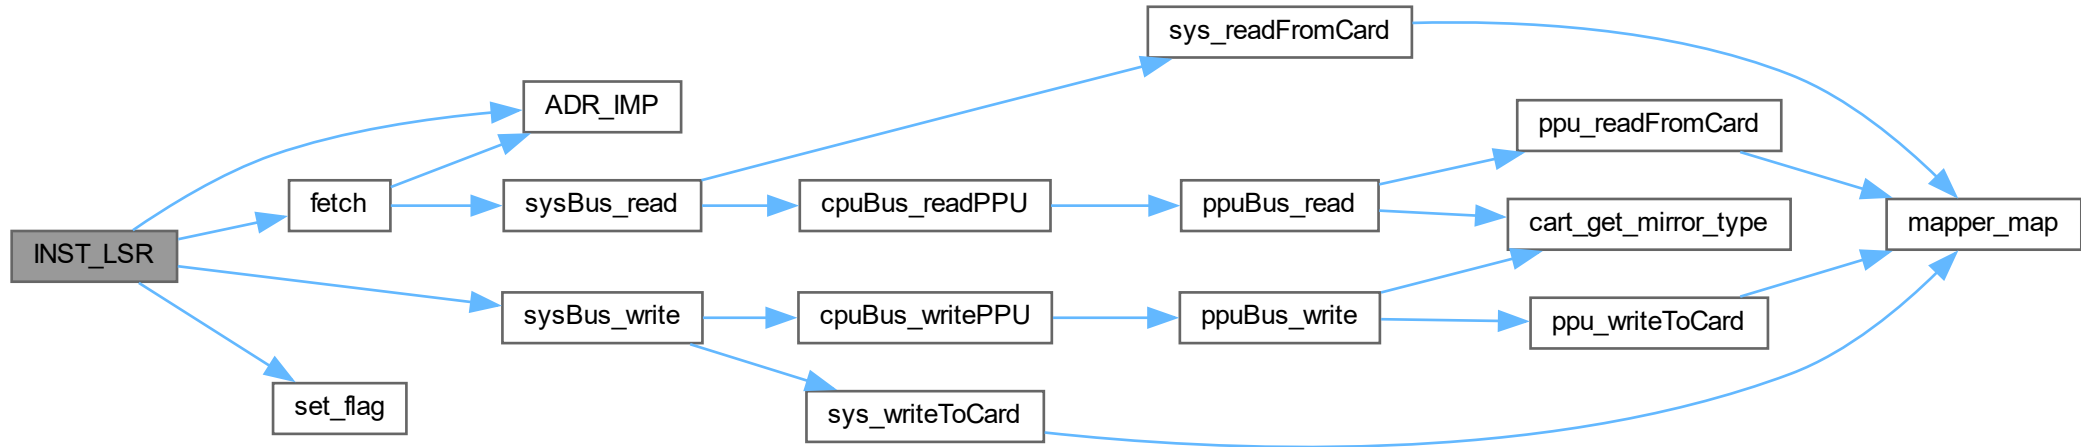 INST_LSR
ADR_IMP
fetch
sysBus_read
sys_readFromCard
mapper_map
cpuBus_readPPU
ppuBus_read
cart_get_mirror_type
ppu_readFromCard
set_flag
sysBus_write
cpuBus_writePPU
ppuBus_write
ppu_writeToCard
sys_writeToCard